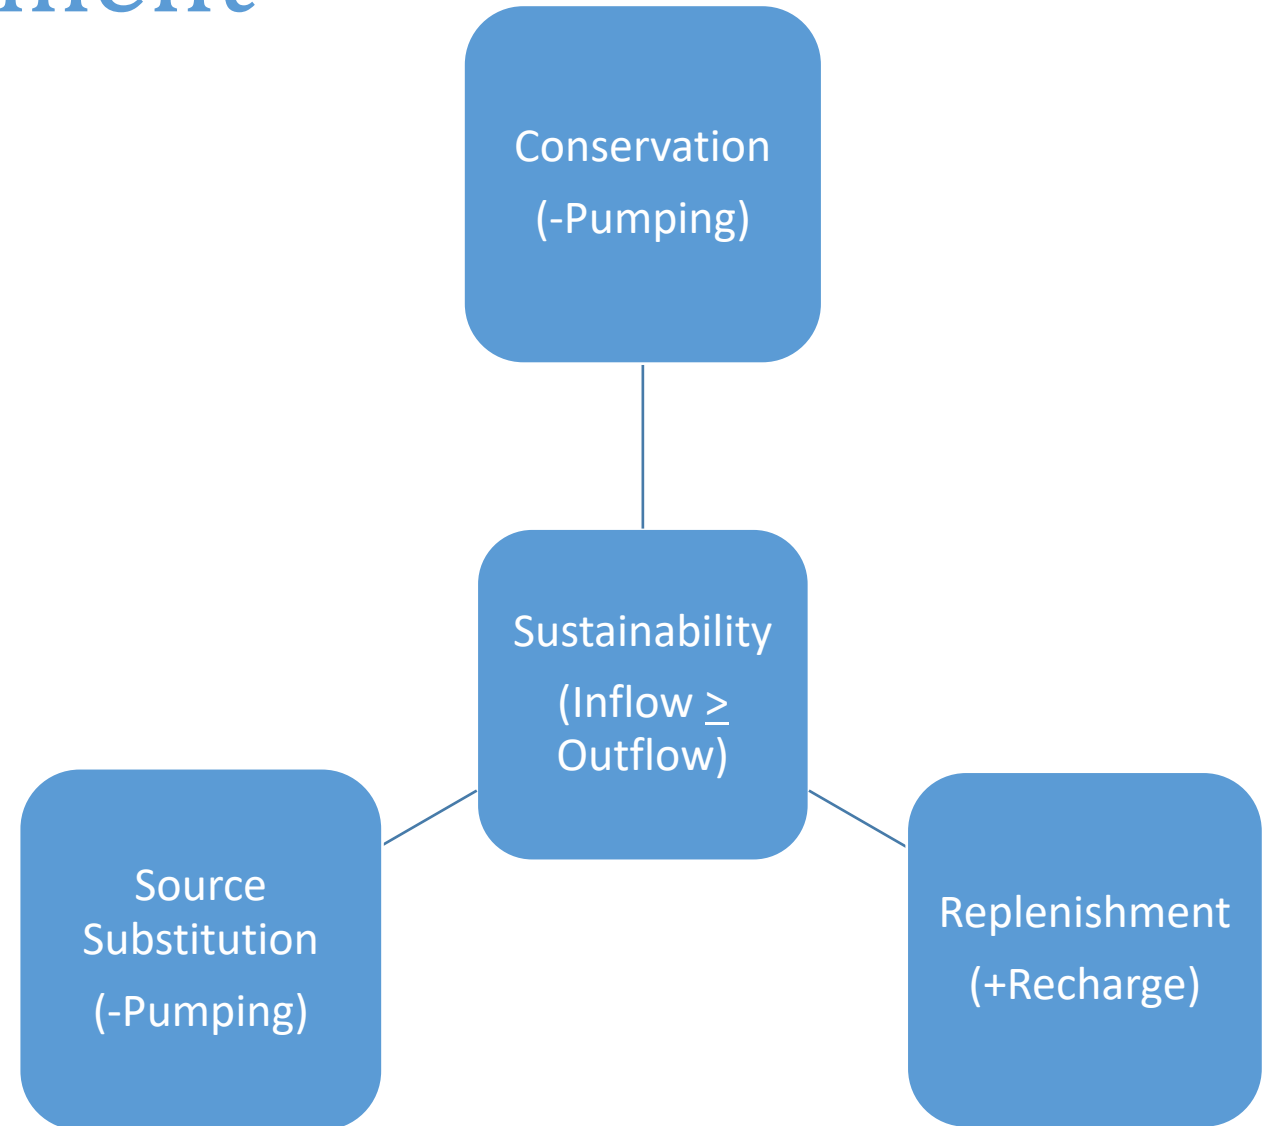 Conservation
(-Pumping)
Sustainability
(Inflow ≥
Outflow)
Source
Substitution
(-Pumping)
Replenishment
(+Recharge)